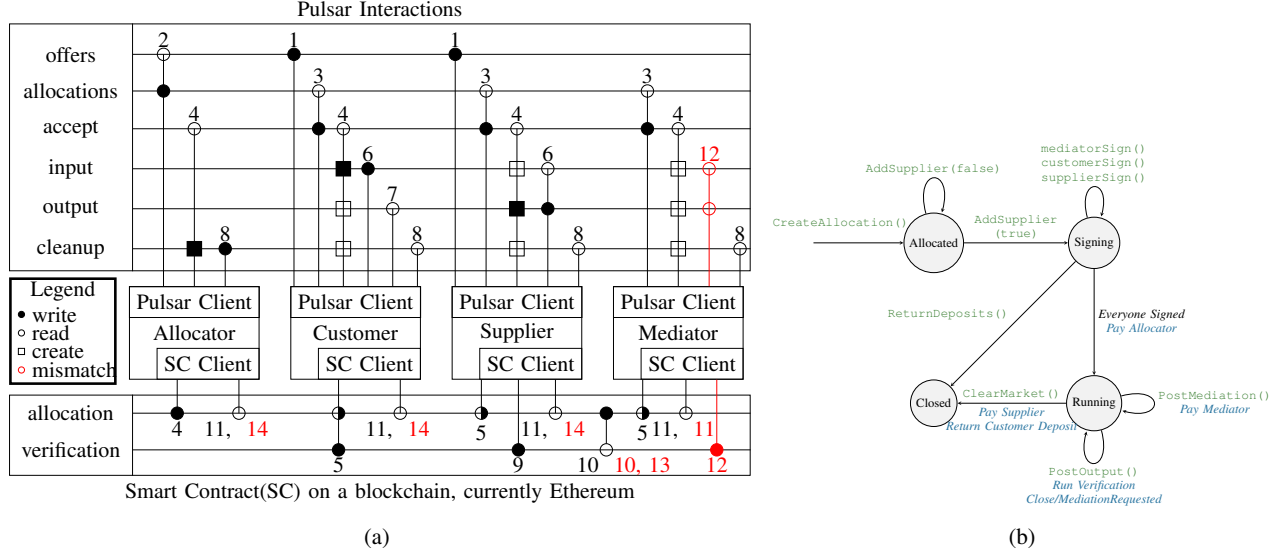 Pulsar Interactions
offers
allocations
accept
input
output
cleanup
2
1
1
3
3
3
4
4
4
4
6
6
12
7
8
8
8
8
Legend
write
read
create
mismatch
Pulsar Client
Allocator
SC Client
Pulsar Client
Customer
SC Client
Pulsar Client
Supplier
SC Client
Pulsar Client
Mediator
SC Client
allocation
verification
4
11, 14
5
11, 14
5
9
11, 14
10
10, 13
5
11, 11
12
Smart Contract(SC) on a blockchain, currently Ethereum
(a)
CreateAllocation()
AddSupplier(false)
Allocated
AddSupplier
(true)
mediatorSign()
customerSign()
supplierSign()
Signing
ReturnDeposits()
Everyone Signed
Pay Allocator
Closed
ClearMarket()
Pay Supplier
Return Customer Deposit
Running
PostMediation()
Pay Mediator
PostOutput()
Run Verification
Close/MediationRequested
(b)